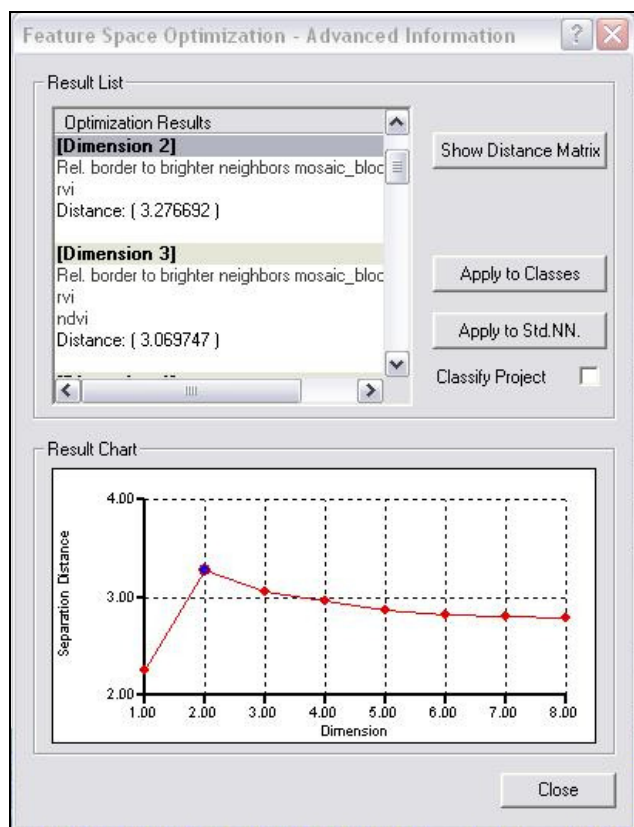 Feature Space Optimization - Advanced Information
Result List
Optimization Results
[Dimension 2]
Rel. border to brighter neighbors mosaic_bloc
rvi
Distance: ( 3.276692 )
[Dimension 3]
Rel. border to brighter neighbors mosaic_bloc
rvi
ndvi
Distance: ( 3.069747 )
Show Distance Matrix
Apply to Classes
Apply to Std.NN.
Classify Project
Result Chart
4.00
3.00
2.00
Separation Distance
1.00 2.00 3.00 4.00 5.00 6.00 7.00 8.00
Dimension
Close